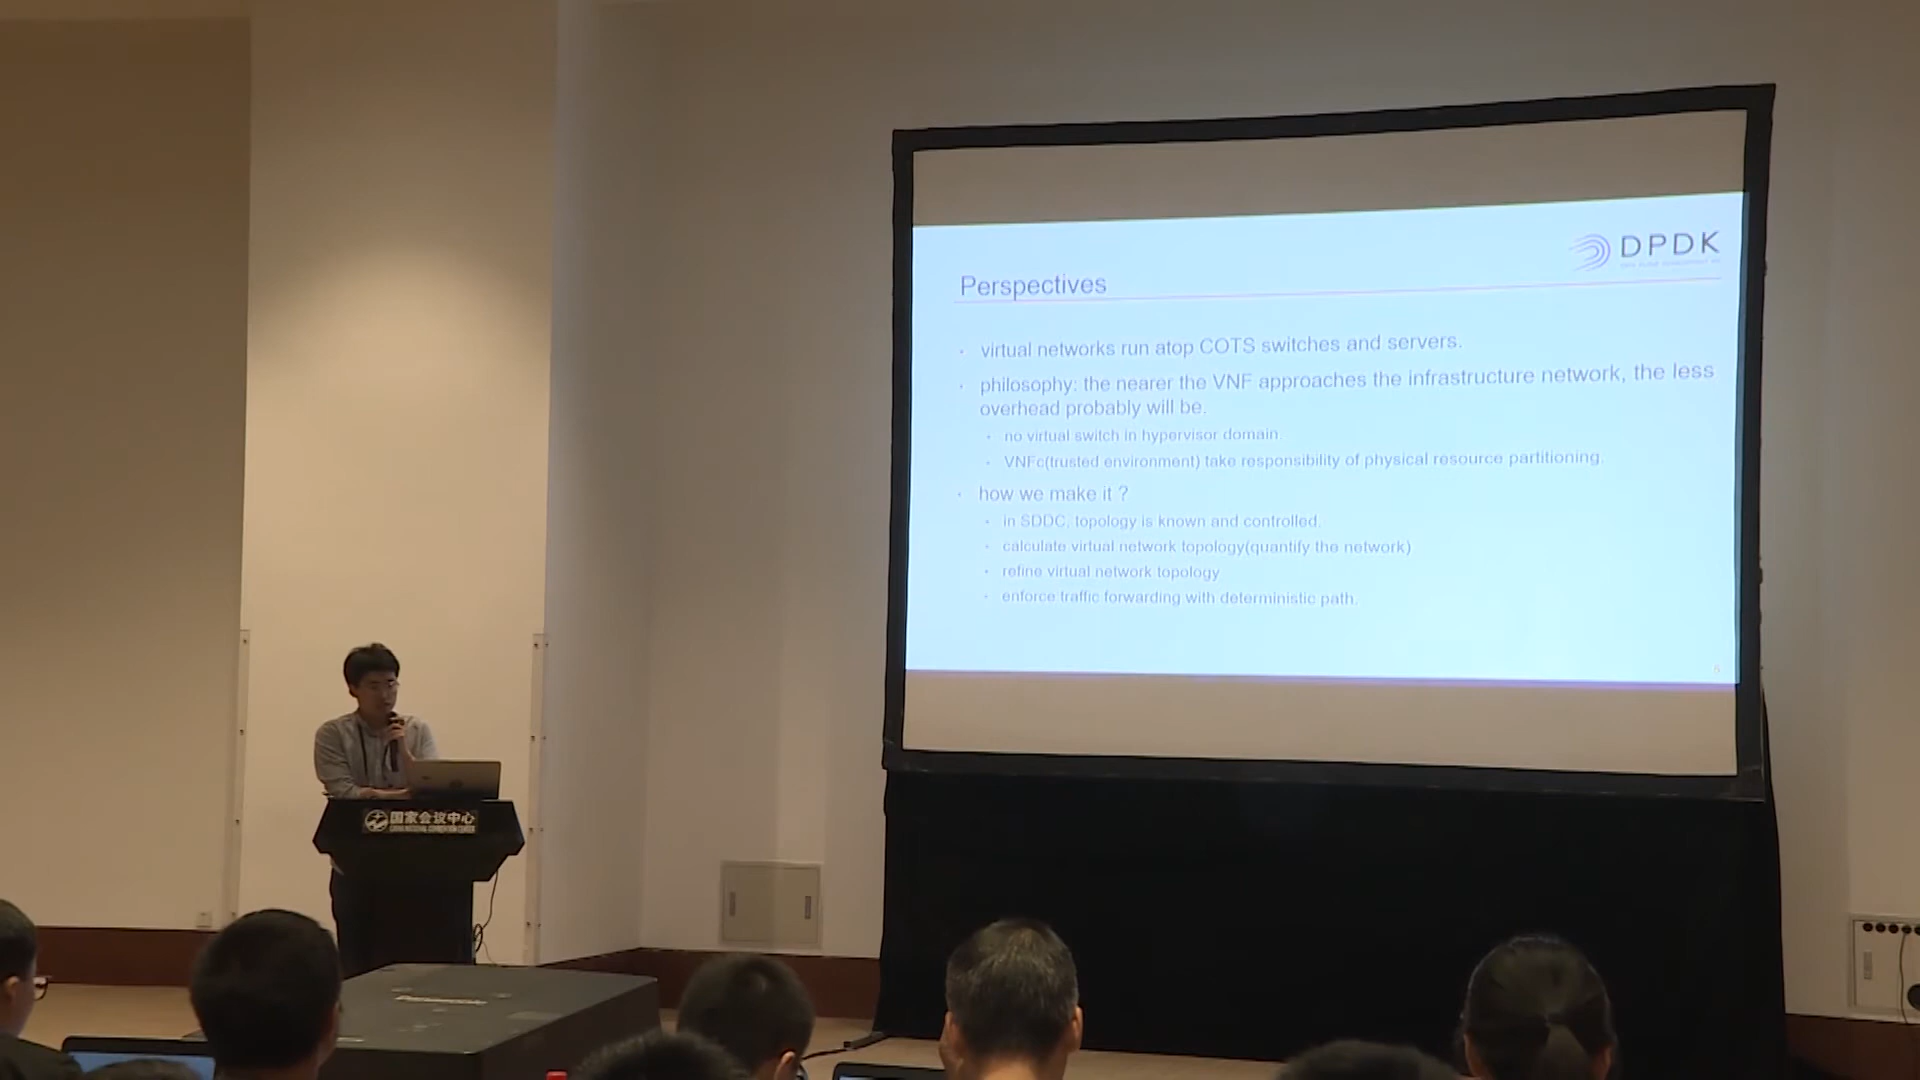 DPDK
Perspectives
virtual networks run atop COTS switches and servers.
philosophy: the nearer the VNF approaches the infrastructure network, the less
overhead probably will be.
no virtual switch in hypervisor domain.
VNFc(trusted environment) take responsibility of physical resource partitioning.
how we make it ?
in SDDC, topology is known and controlled.
calculate virtual network topology(quantify the network)
refine virtual network topology
enforce traffic forwarding with deterministic path.
国家会议中心
Panasonic